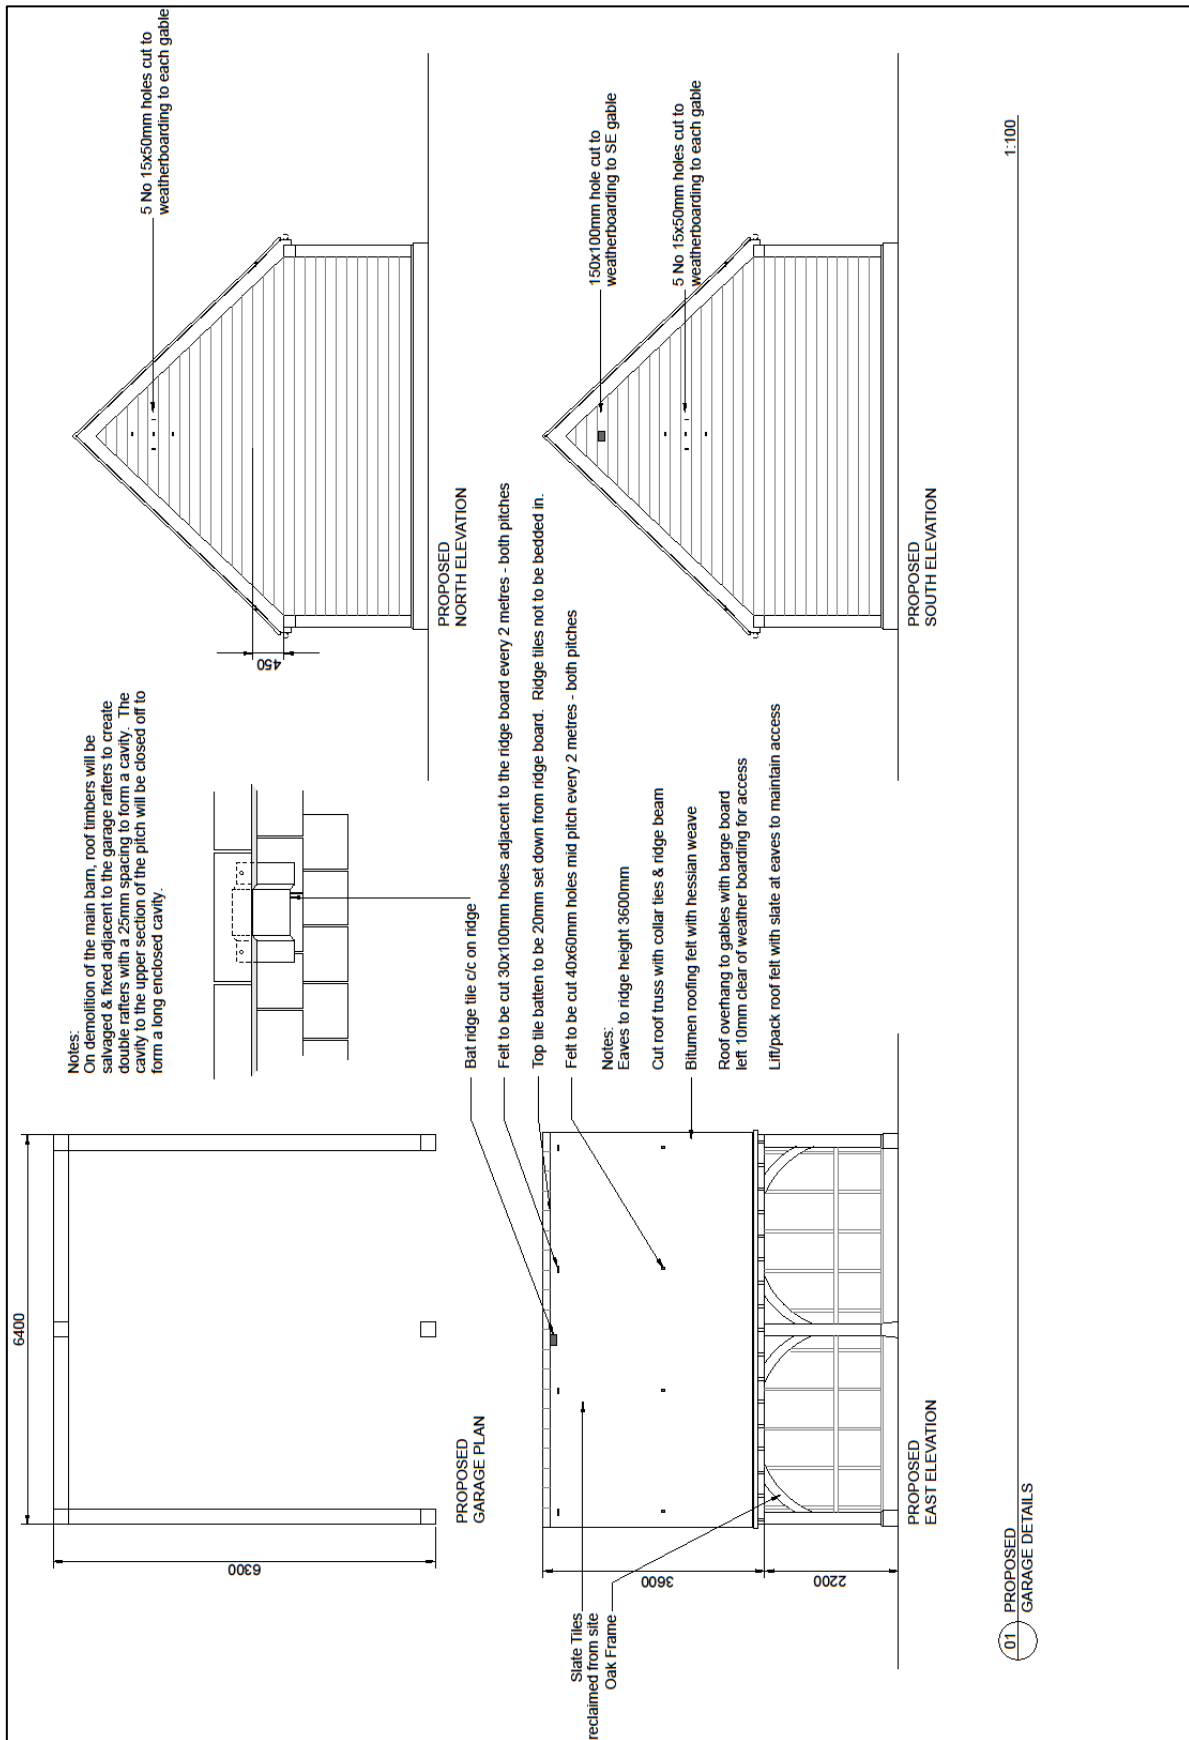 6400
6300
PROPOSED
GARAGE PLAN
Notes:
On demolition of the main barn, roof timbers will be
salvaged & fixed adjacent to the garage rafters to create
double rafters with a 25mm spacing to form a cavity. The
cavity to the upper section of the pitch will be closed off to
form a long enclosed cavity.
450
5 No 15x50mm holes cut to
weatherboarding to each gable
PROPOSED
NORTH ELEVATION
Bat ridge tile c/c on ridge
Felt to be cut 30x100mm holes adjacent to the ridge board every 2 metres - both pitches
Top tile batten to be 20mm set down from ridge board. Ridge tiles not to be bedded in.
Felt to be cut 40x60mm holes mid pitch every 2 metres - both pitches
Notes:
Eaves to ridge height 3600mm
Cut roof truss with collar ties & ridge beam
Bitumen roofing felt with hessian weave
Roof overhang to gables with barge board
left 10mm clear of weather boarding for access
Lift/pack roof felt with slate at eaves to maintain access
3600
2200
Slate Tiles
reclaimed from site
Oak Frame
PROPOSED
EAST ELEVATION
150x100mm hole cut to
weatherboarding to SE gable
5 No 15x50mm holes cut to
weatherboarding to each gable
PROPOSED
SOUTH ELEVATION
01
PROPOSED
GARAGE DETAILS
1:100